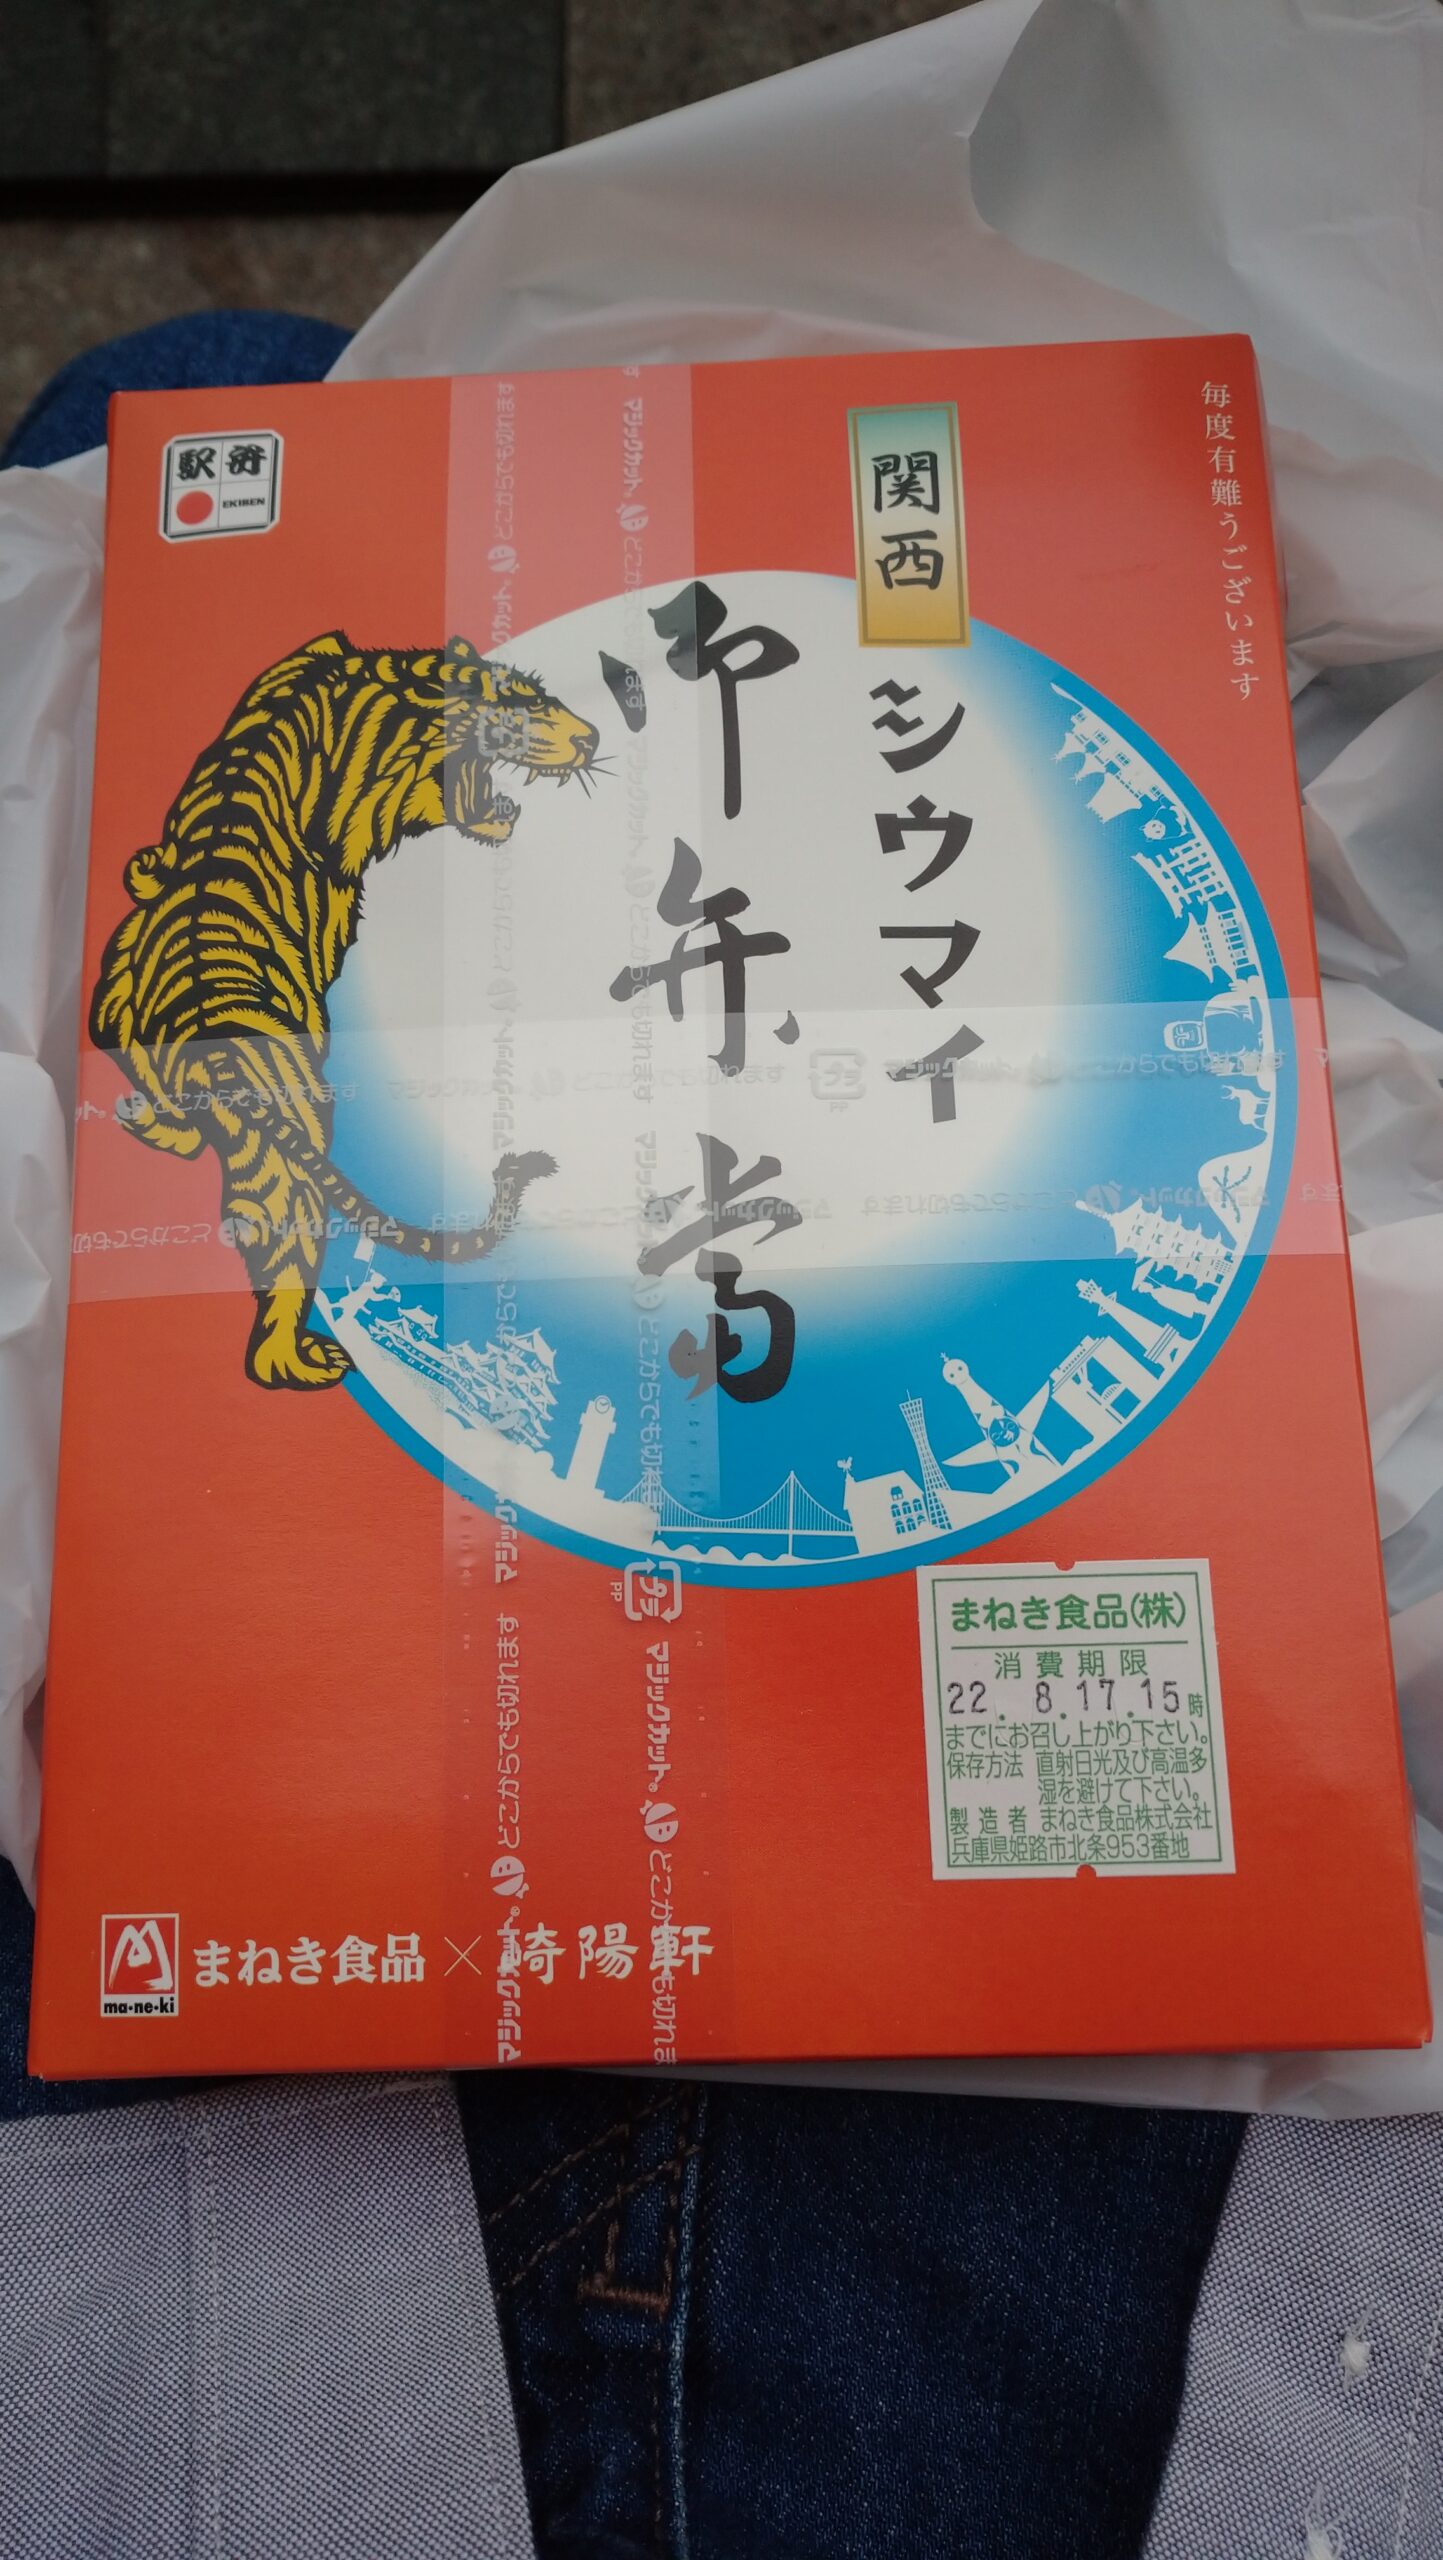 毎度有難うございます
関西
シウマイ
御弁当
駅弁
EKIBEN
マジックカット® どこからでも切れます
プラ
PP
まねき食品(株)
消費期限
22. 8.17.15時
までにお召し上がり下さい。
保存方法 直射日光及び高温多
湿を避けて下さい。
製造者 まねき食品株式会社
兵庫県姫路市北条953番地
ma・ne・ki
まねき食品×崎陽軒